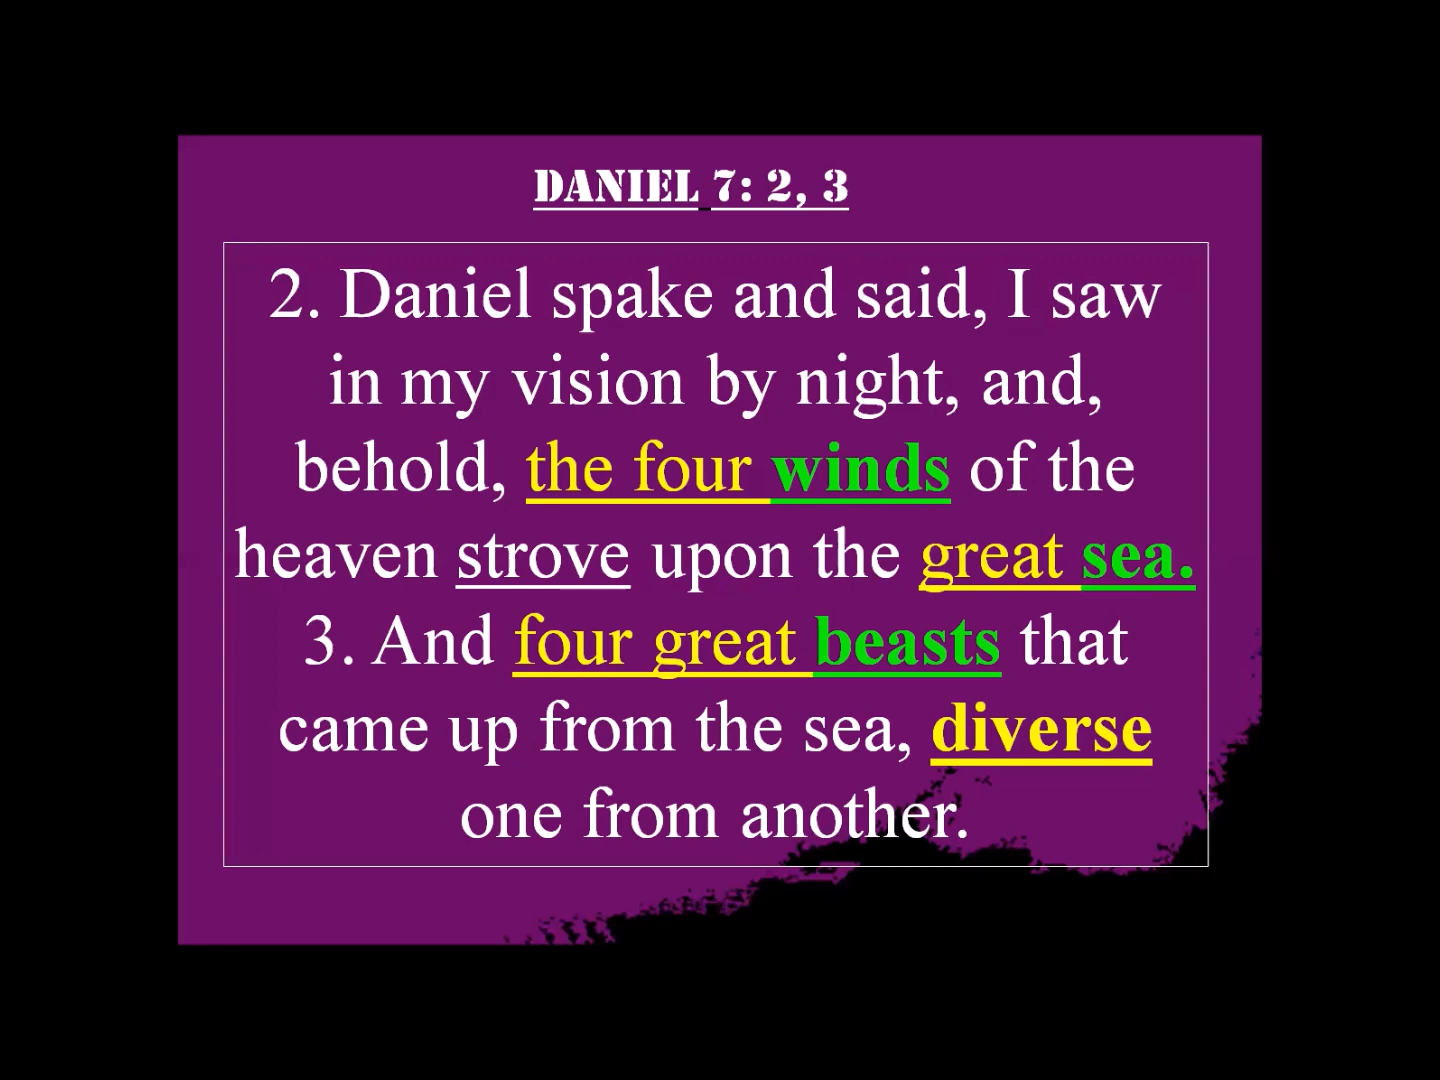 DANIEL 7: 2, 3
2. Daniel spake and said, I saw
in my vision by night, and,
behold, the four winds of the
heaven strove upon the great sea.
3. And four great beasts that
came up from the sea, diverse
one from another.